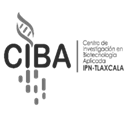 CIBA
Centro de
Investigación en
Biotecnología
Aplicada
IPN-TLAXCALA